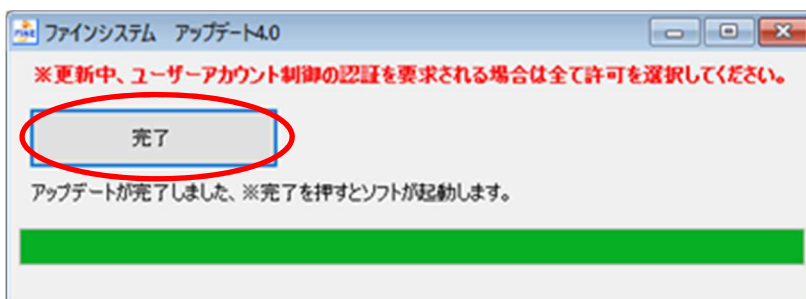 FINE ファインシステム アップデート4.0
※更新中、ユーザーアカウント制御の認証を要求される場合は全て許可を選択してください。
完了
アップデートが完了しました、※完了を押すとソフトが起動します。